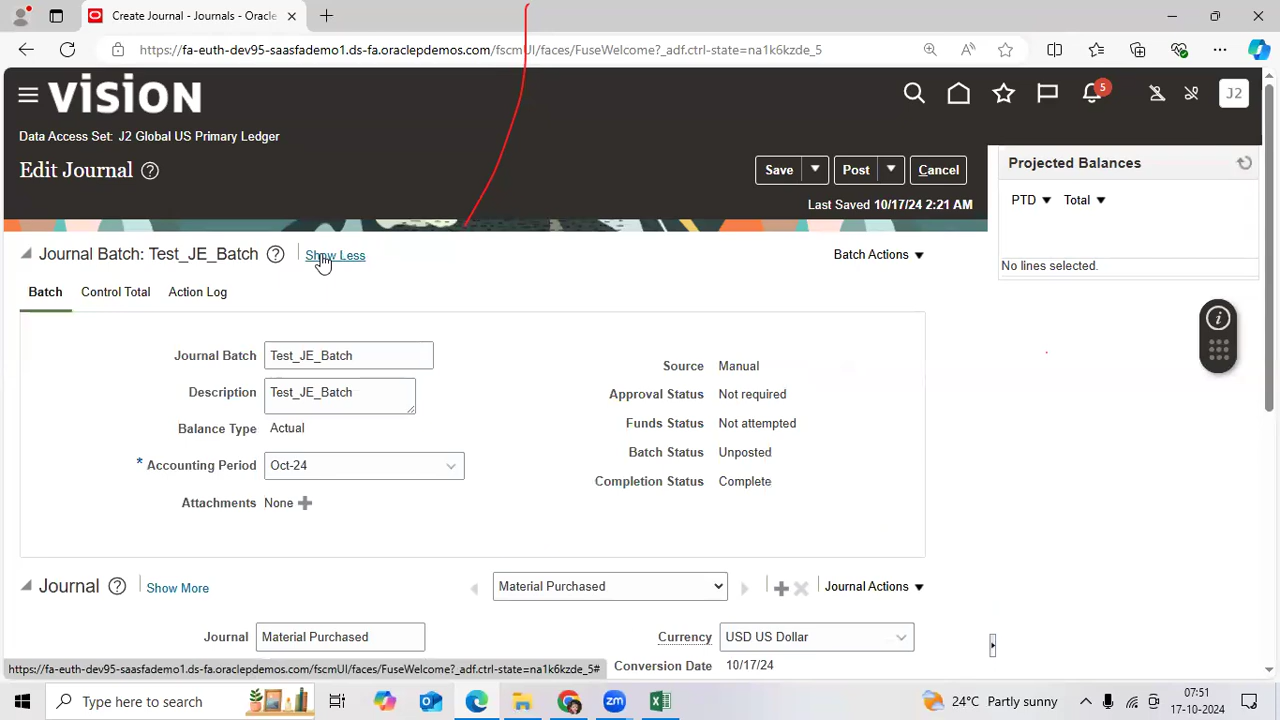 Create Journal - Journals - Oracle
https://fa-euth-dev95-saasfademo1.ds-fa.oraclepdemos.com/fscmUI/faces/FuseWelcome?_adf.ctrl-state=na1k6kzde_5
vision
5
J2
Data Access Set: J2 Global US Primary Ledger
Edit Journal
Save
Post
Cancel
Last Saved 10/17/24 2:21 AM
Projected Balances
PTD
Total
No lines selected.
Journal Batch: Test_JE_Batch
Show Less
Batch Actions
Batch
Control Total
Action Log
Journal Batch Test_JE_Batch
Description Test_JE_Batch
Balance Type Actual
* Accounting Period Oct-24
Attachments None
Source Manual
Approval Status Not required
Funds Status Not attempted
Batch Status Unposted
Completion Status Complete
Journal
Show More
Material Purchased
Journal Actions
Journal Material Purchased
Currency USD US Dollar
Conversion Date 10/17/24
https://fa-euth-dev95-saasfademo1.ds-fa.oraclepdemos.com/fscmUI/faces/FuseWelcome?_adf.ctrl-state=na1k6kzde_5#
Type here to search
zm
24°C Partly sunny
07:51
17-10-2024